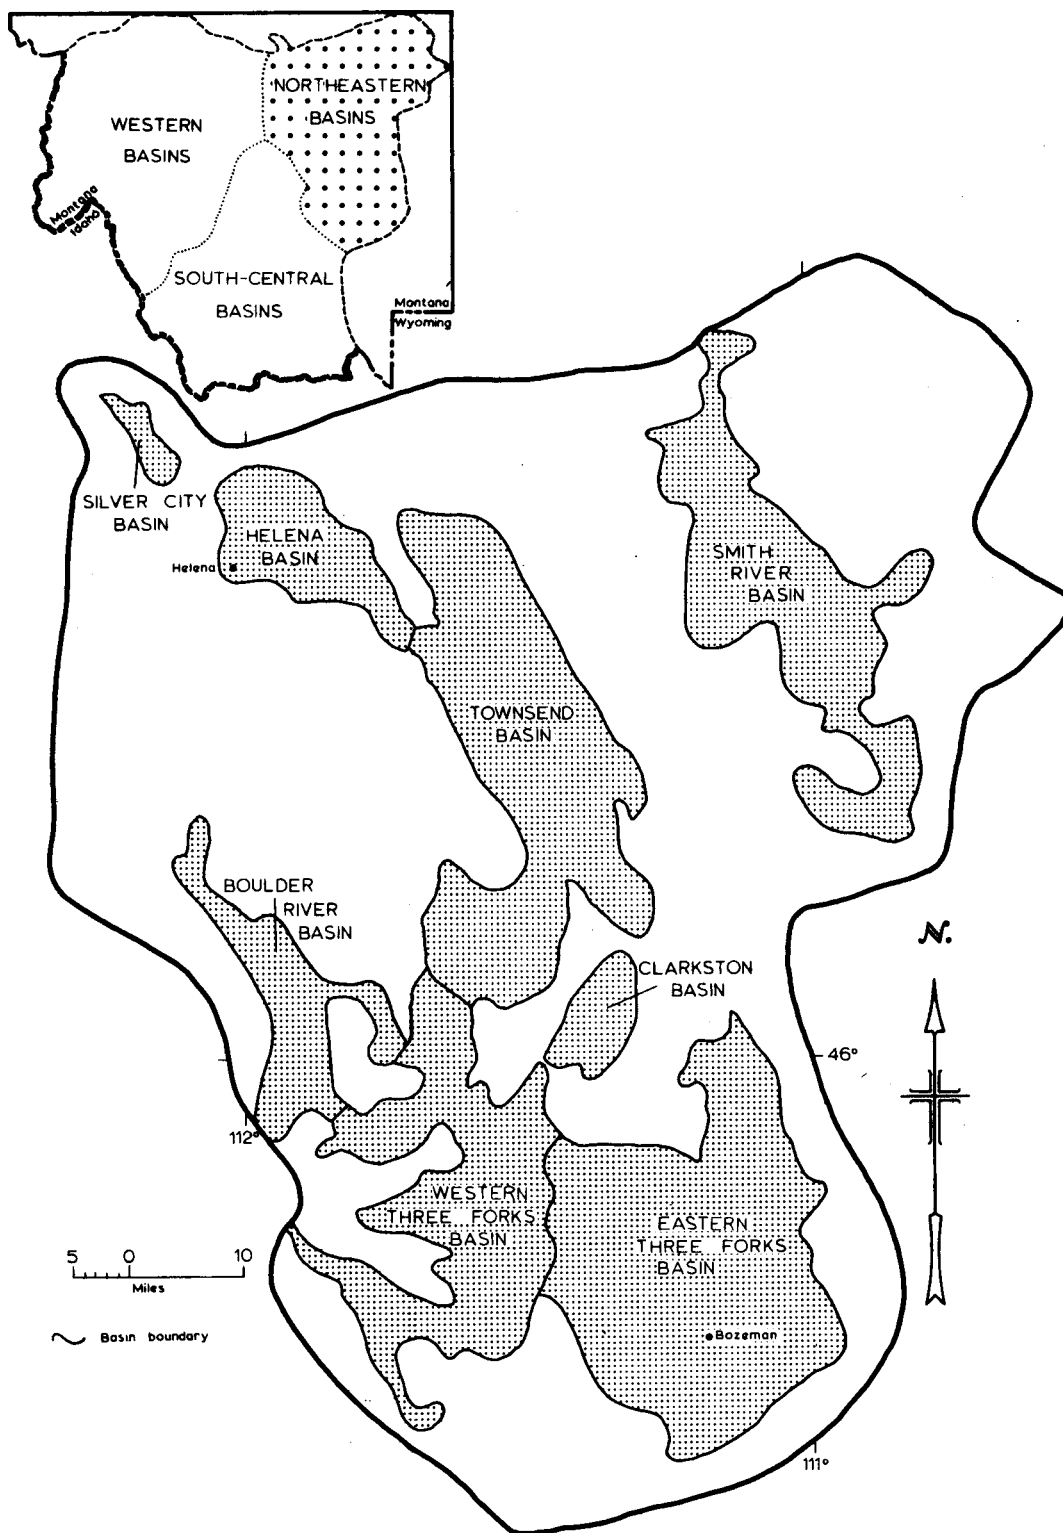 NORTHEASTERN
BASINS
WESTERN
BASINS
Montana
Idaho
SOUTH-CENTRAL
BASINS
Montana
Wyoming
SILVER CITY
BASIN
HELENA
BASIN
Helena
SMITH
RIVER
BASIN
TOWNSEND
BASIN
BOULDER
RIVER
BASIN
CLARKSTON
BASIN
N.
46°
112°
WESTERN
THREE FORKS
BASIN
EASTERN
THREE FORKS
BASIN
5 0 10
Miles
Basin boundary
Bozeman
111°